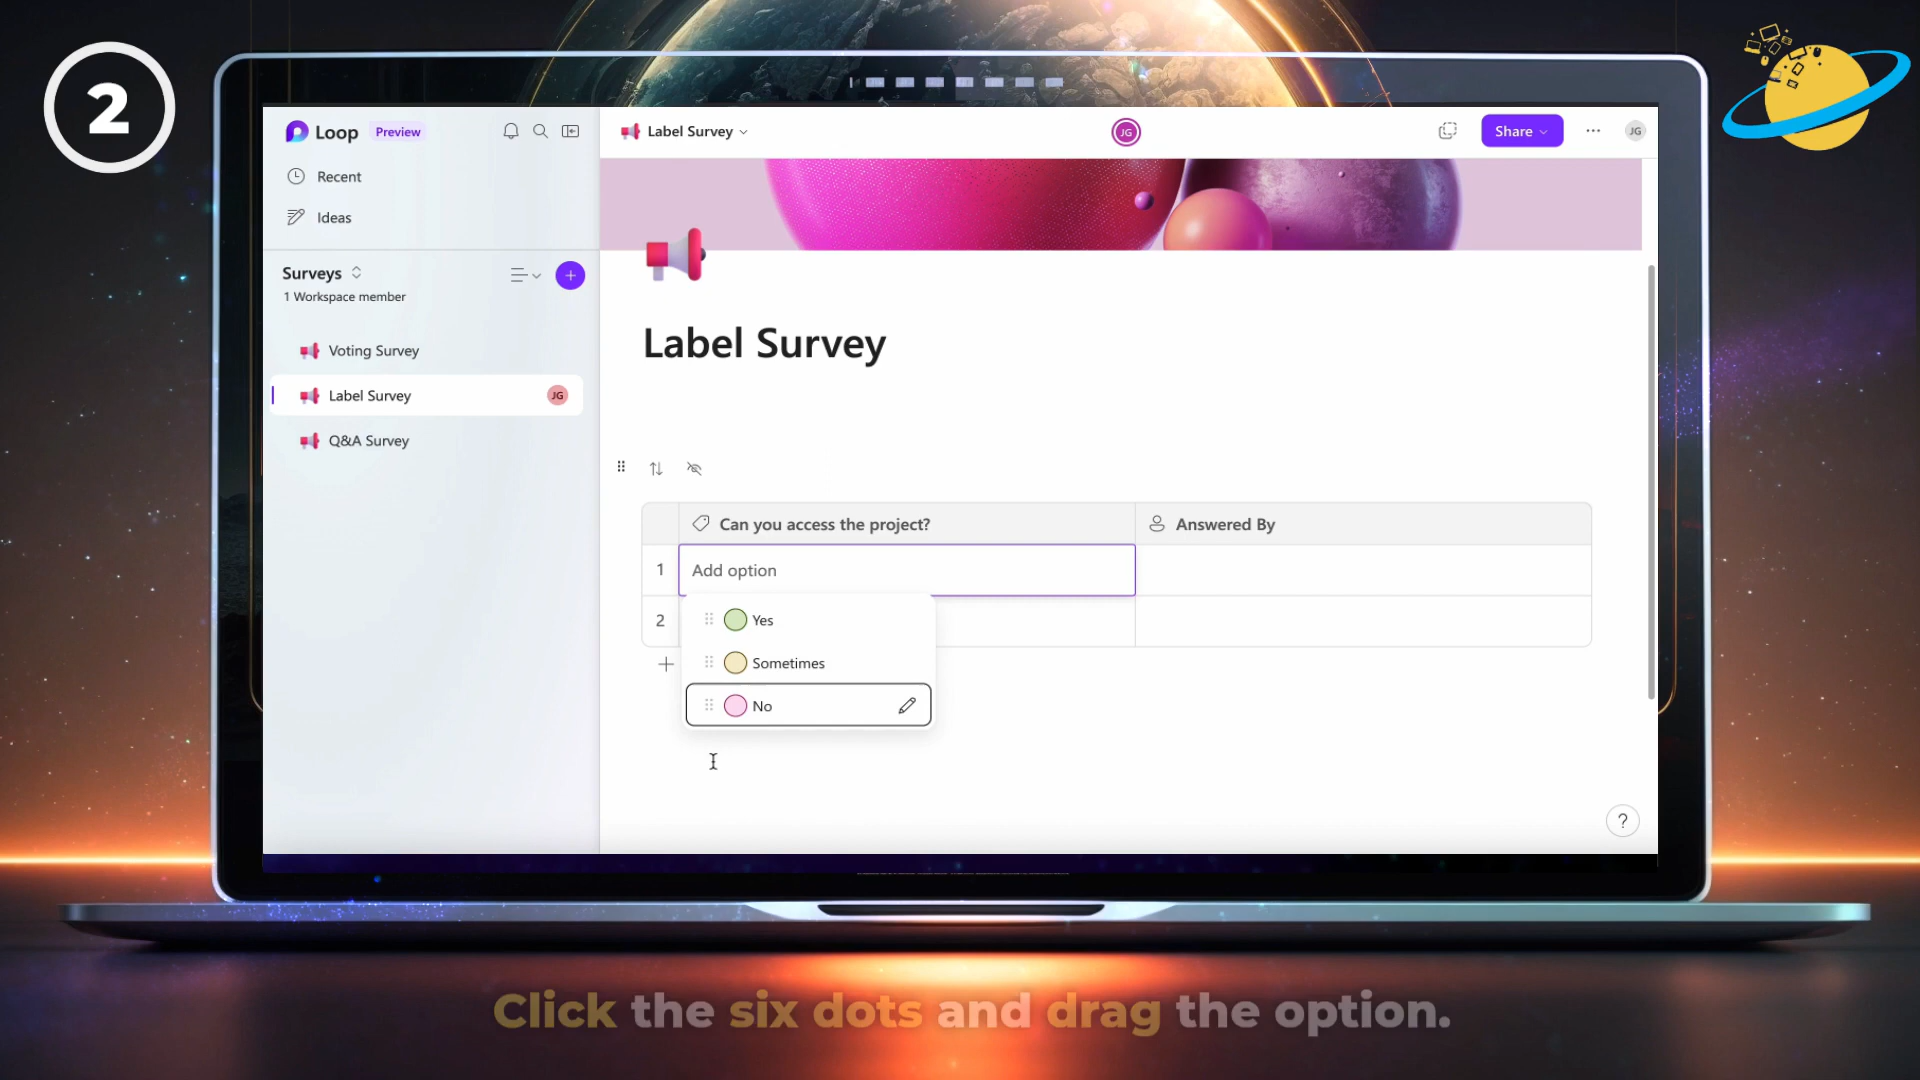 2
Loop Preview
Recent
Ideas
Surveys
1 Workspace member
Voting Survey
Label Survey
JG
Q&A Survey
Label Survey
JG
Share
JG
Label Survey
Can you access the project?
Answered By
1
Add option
2
Yes
Sometimes
No
?
Click the six dots and drag the option.